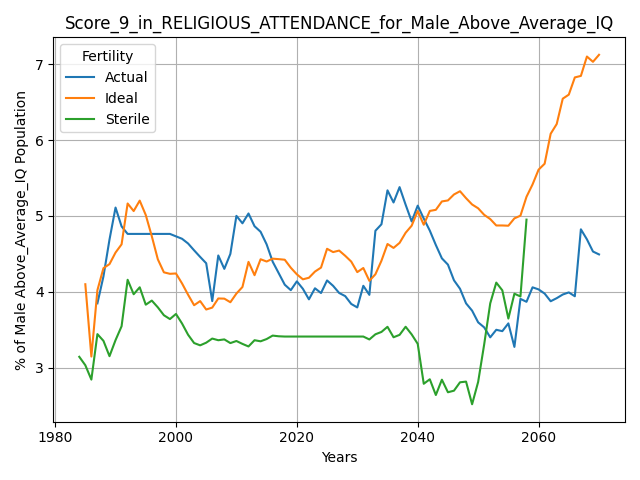 Score_9_in_RELIGIOUS_ATTENDANCE_for_Male_Above_Average_IQ
Fertility
Actual
Ideal
Sterile
% of Male Above_Average_IQ Population
7
6
5
4
3
1980
2000
2020
2040
2060
Years